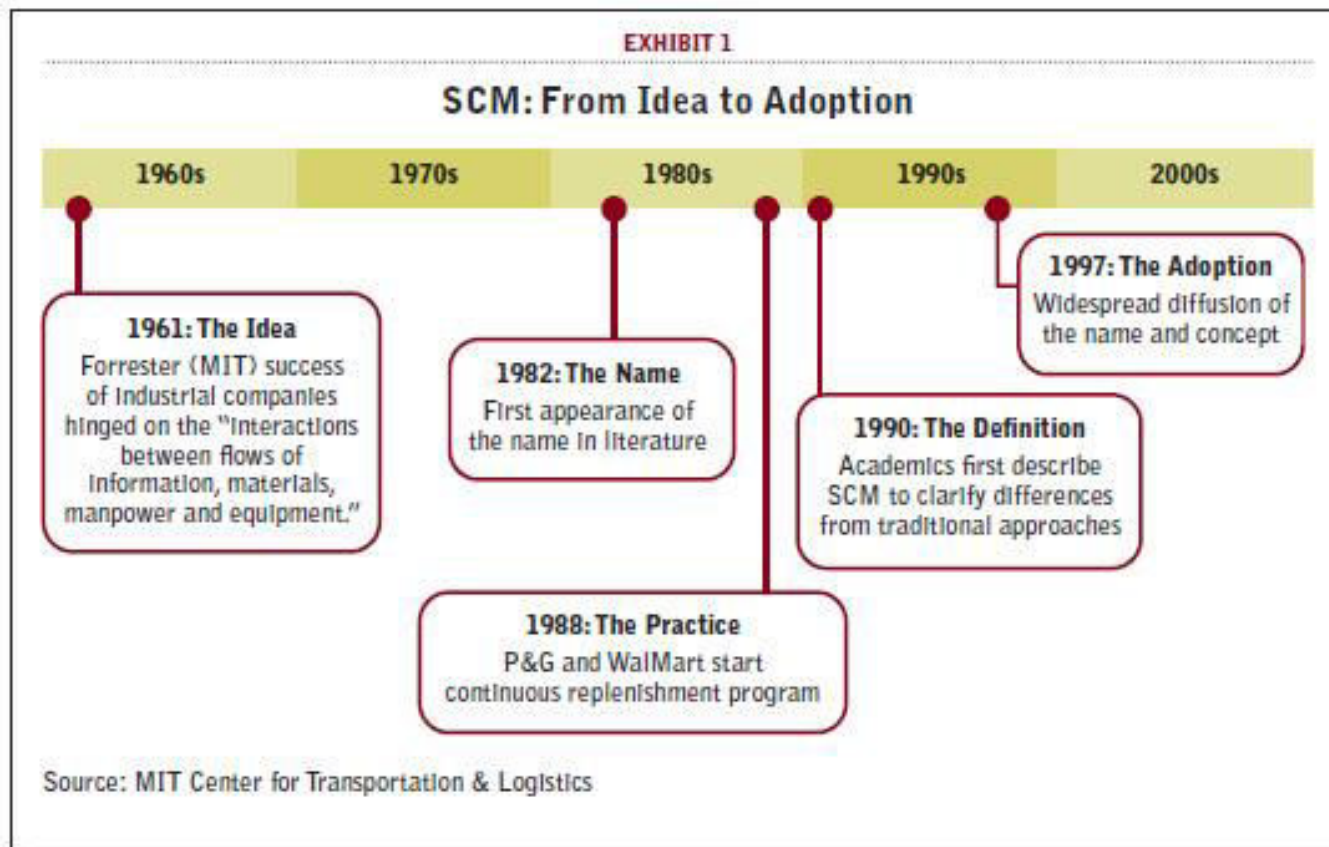 EXHIBIT 1
SCM: From Idea to Adoption
1960s
1970s
1980s
1990s
2000s
1961: The Idea
Forrester (MIT) success
of industrial companies
hinged on the “interactions
between flows of
information, materials,
manpower and equipment.”
1982: The Name
First appearance of
the name in literature
1988: The Practice
P&G and WalMart start
continuous replenishment program
1990: The Definition
Academics first describe
SCM to clarify differences
from traditional approaches
1997: The Adoption
Widespread diffusion of
the name and concept
Source: MIT Center for Transportation & Logistics